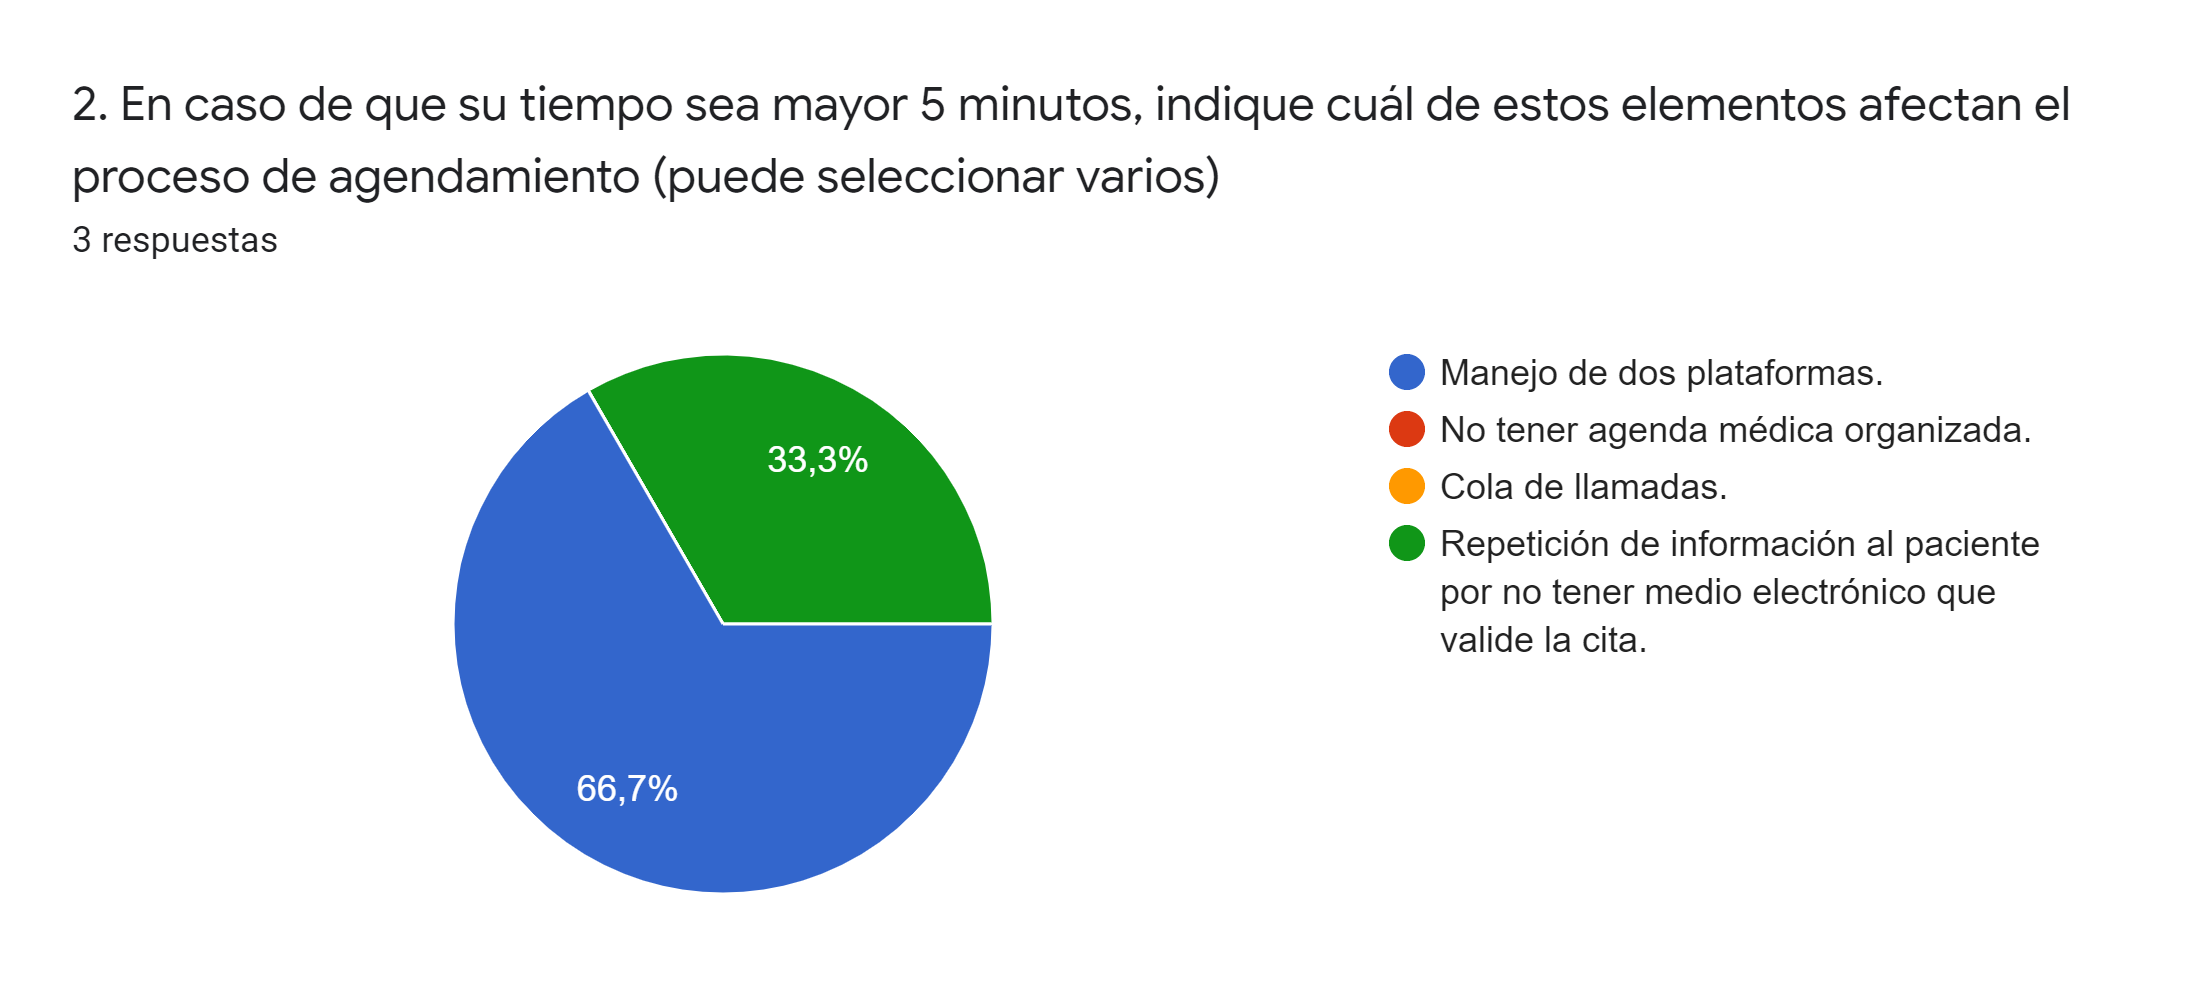 2. En caso de que su tiempo sea mayor 5 minutos, indique cuál de estos elementos afectan el
proceso de agendamiento (puede seleccionar varios)
3 respuestas
33,3%
66,7%
Manejo de dos plataformas.
No tener agenda médica organizada.
Cola de llamadas.
Repetición de información al paciente
por no tener medio electrónico que
valide la cita.